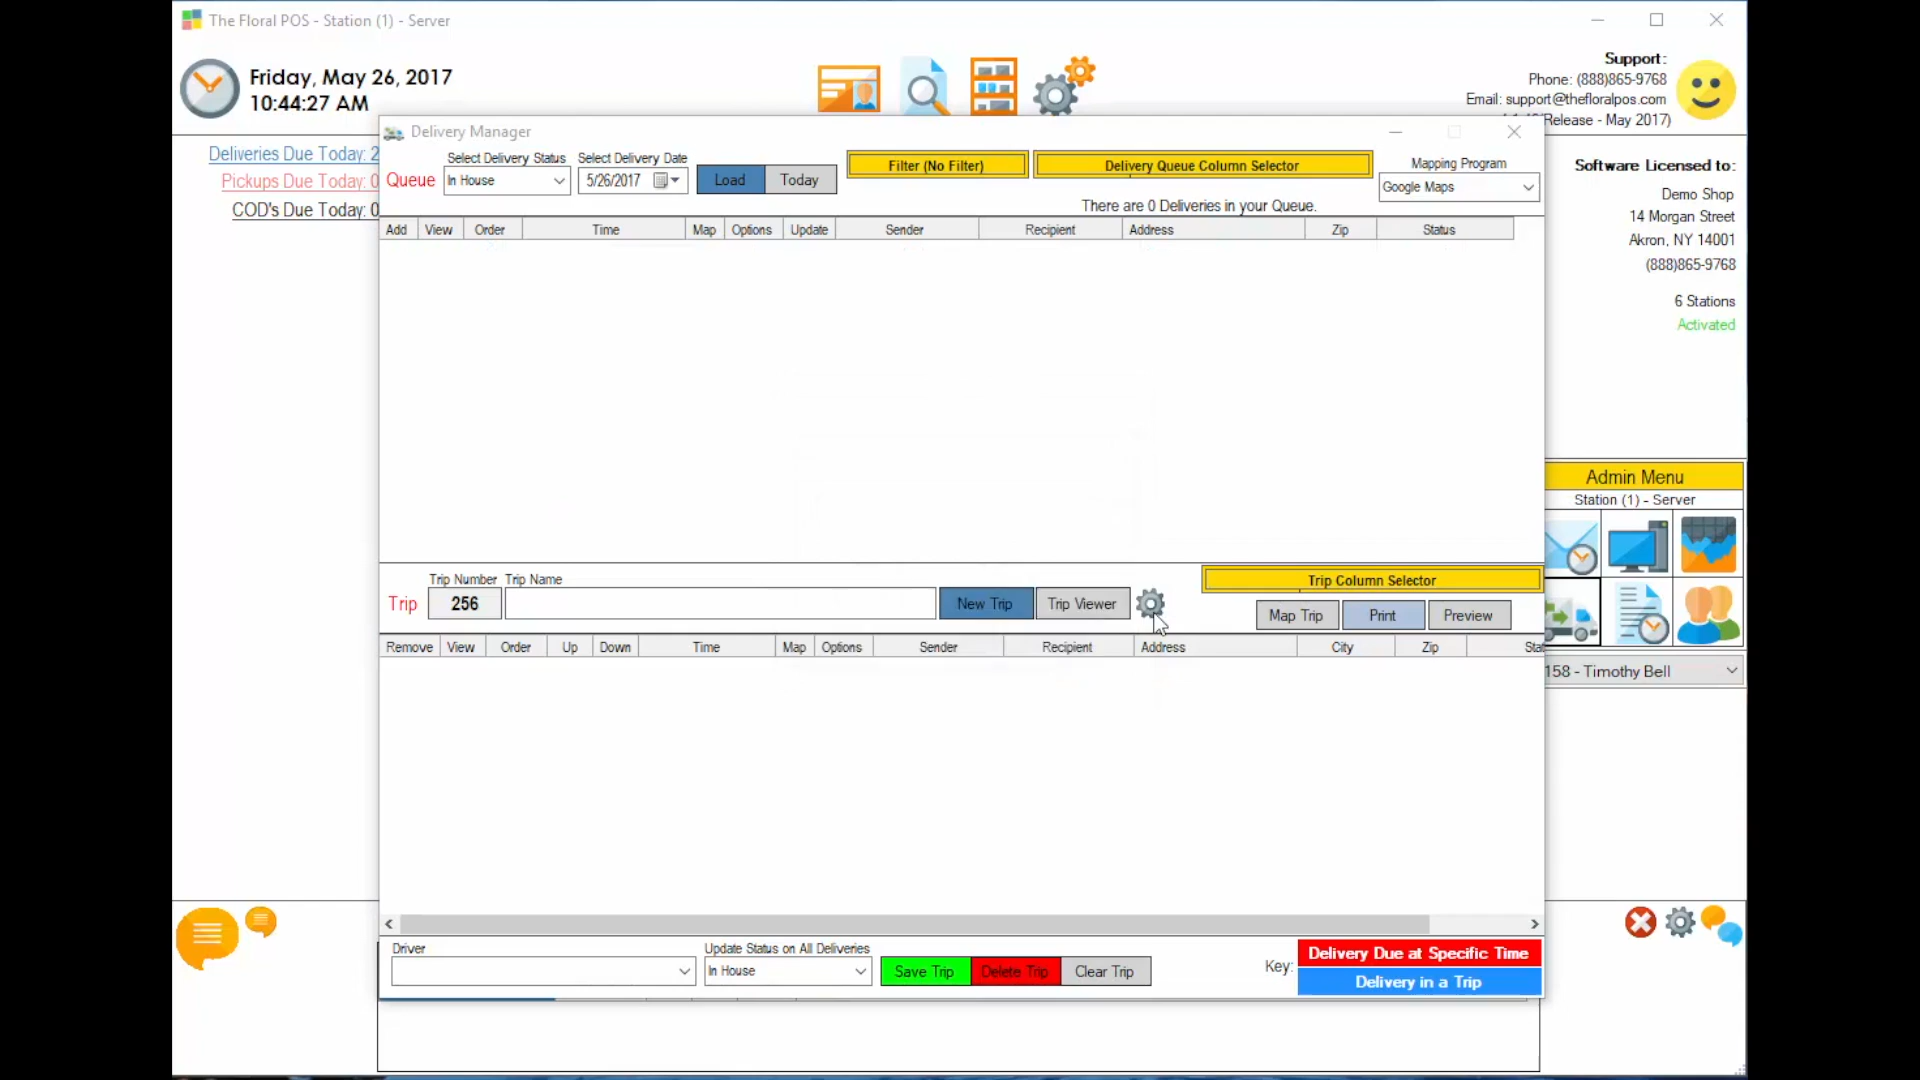 The Floral POS - Station (1) - Server
Friday, May 26, 2017
10:44:27 AM
Support:
Phone: (888)865-9768
Email: support@thefloralpos.com
(Release - May 2017)
Deliveries Due Today: 2
Pickups Due Today: 0
COD's Due Today: 0
Delivery Manager
Queue
Select Delivery Status
In House
Select Delivery Date
5/26/2017
Load
Today
Filter (No Filter)
Delivery Queue Column Selector
Mapping Program
Google Maps
There are 0 Deliveries in your Queue.
Add View Order Time Map Options Update Sender Recipient Address Zip Status
Software Licensed to:
Demo Shop
14 Morgan Street
Akron, NY 14001
(888)865-9768
6 Stations
Activated
Admin Menu
Station (1) - Server
158 - Timothy Bell
Trip
Trip Number
256
Trip Name
New Trip
Trip Viewer
Trip Column Selector
Map Trip
Print
Preview
Remove View Order Up Down Time Map Options Sender Recipient Address City Zip Stat
Driver
Update Status on All Deliveries
In House
Save Trip
Delete Trip
Clear Trip
Key:
Delivery Due at Specific Time
Delivery in a Trip